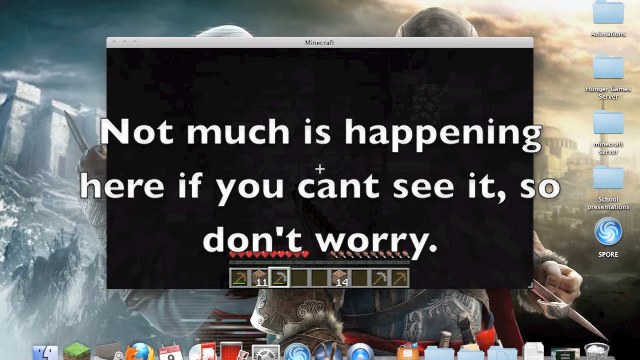 Minecraft
Animations
Hunger Games
Server
minecraft
server
School
presentations
SPORE
Not much is happening
here if you cant see it, so
don't worry.
11
14
9